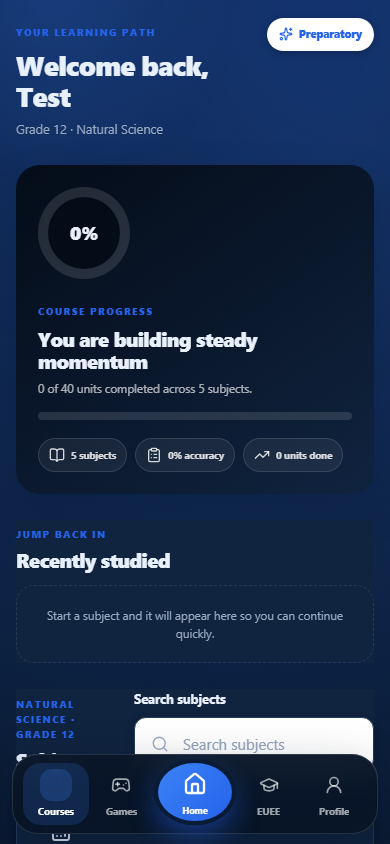 YOUR LEARNING PATH
Preparatory
Welcome back,
Test
Grade 12 · Natural Science
0%
COURSE PROGRESS
You are building steady
momentum
0 of 40 units completed across 5 subjects.
5 subjects
0% accuracy
0 units done
JUMP BACK IN
Recently studied
Start a subject and it will appear here so you can continue
quickly.
NATURAL
SCIENCE ·
GRADE 12
Search subjects
Search subjects
Courses
Games
Home
EUEE
Profile